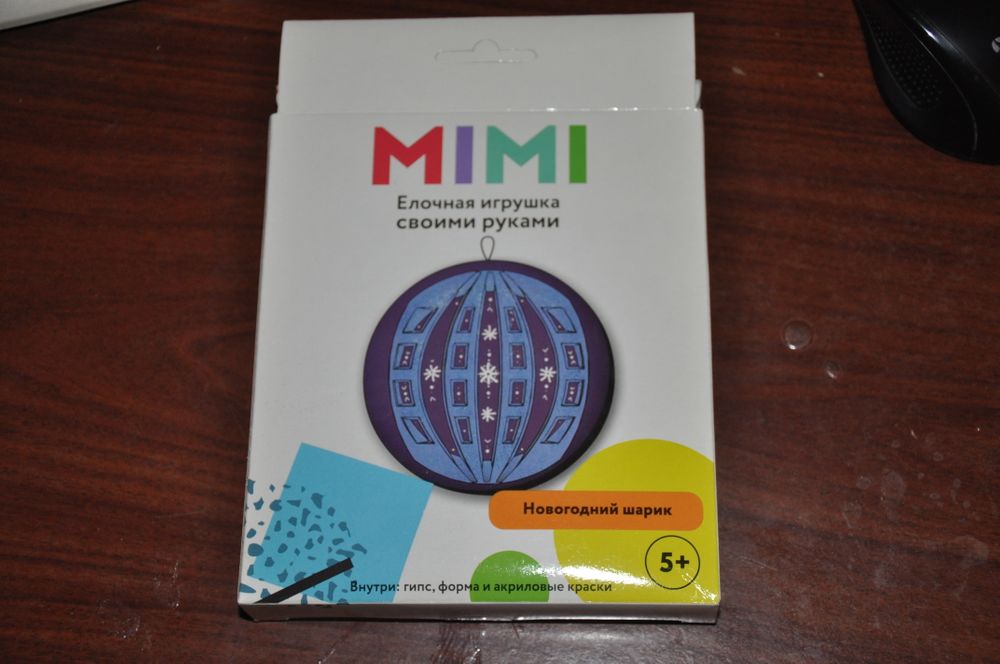 MIMI
Елочная игрушка
своими руками
Новогодний шарик
5+
Внутри: гипс, форма и акриловые краски